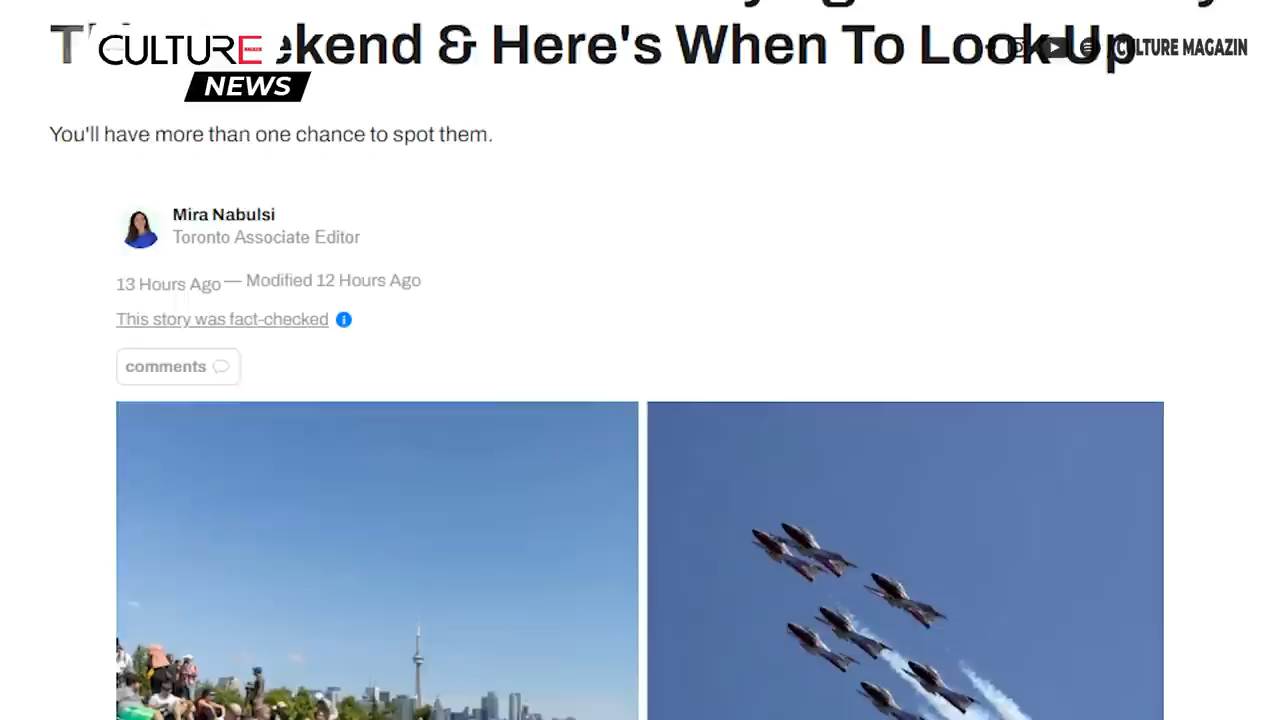 Th ekend & Here's When To Look Up
CULTURE
CULTURE MAGAZIN
NEWS
You'll have more than one chance to spot them.
Mira Nabulsi
Toronto Associate Editor
13 Hours Ago — Modified 12 Hours Ago
This story was fact-checked
comments